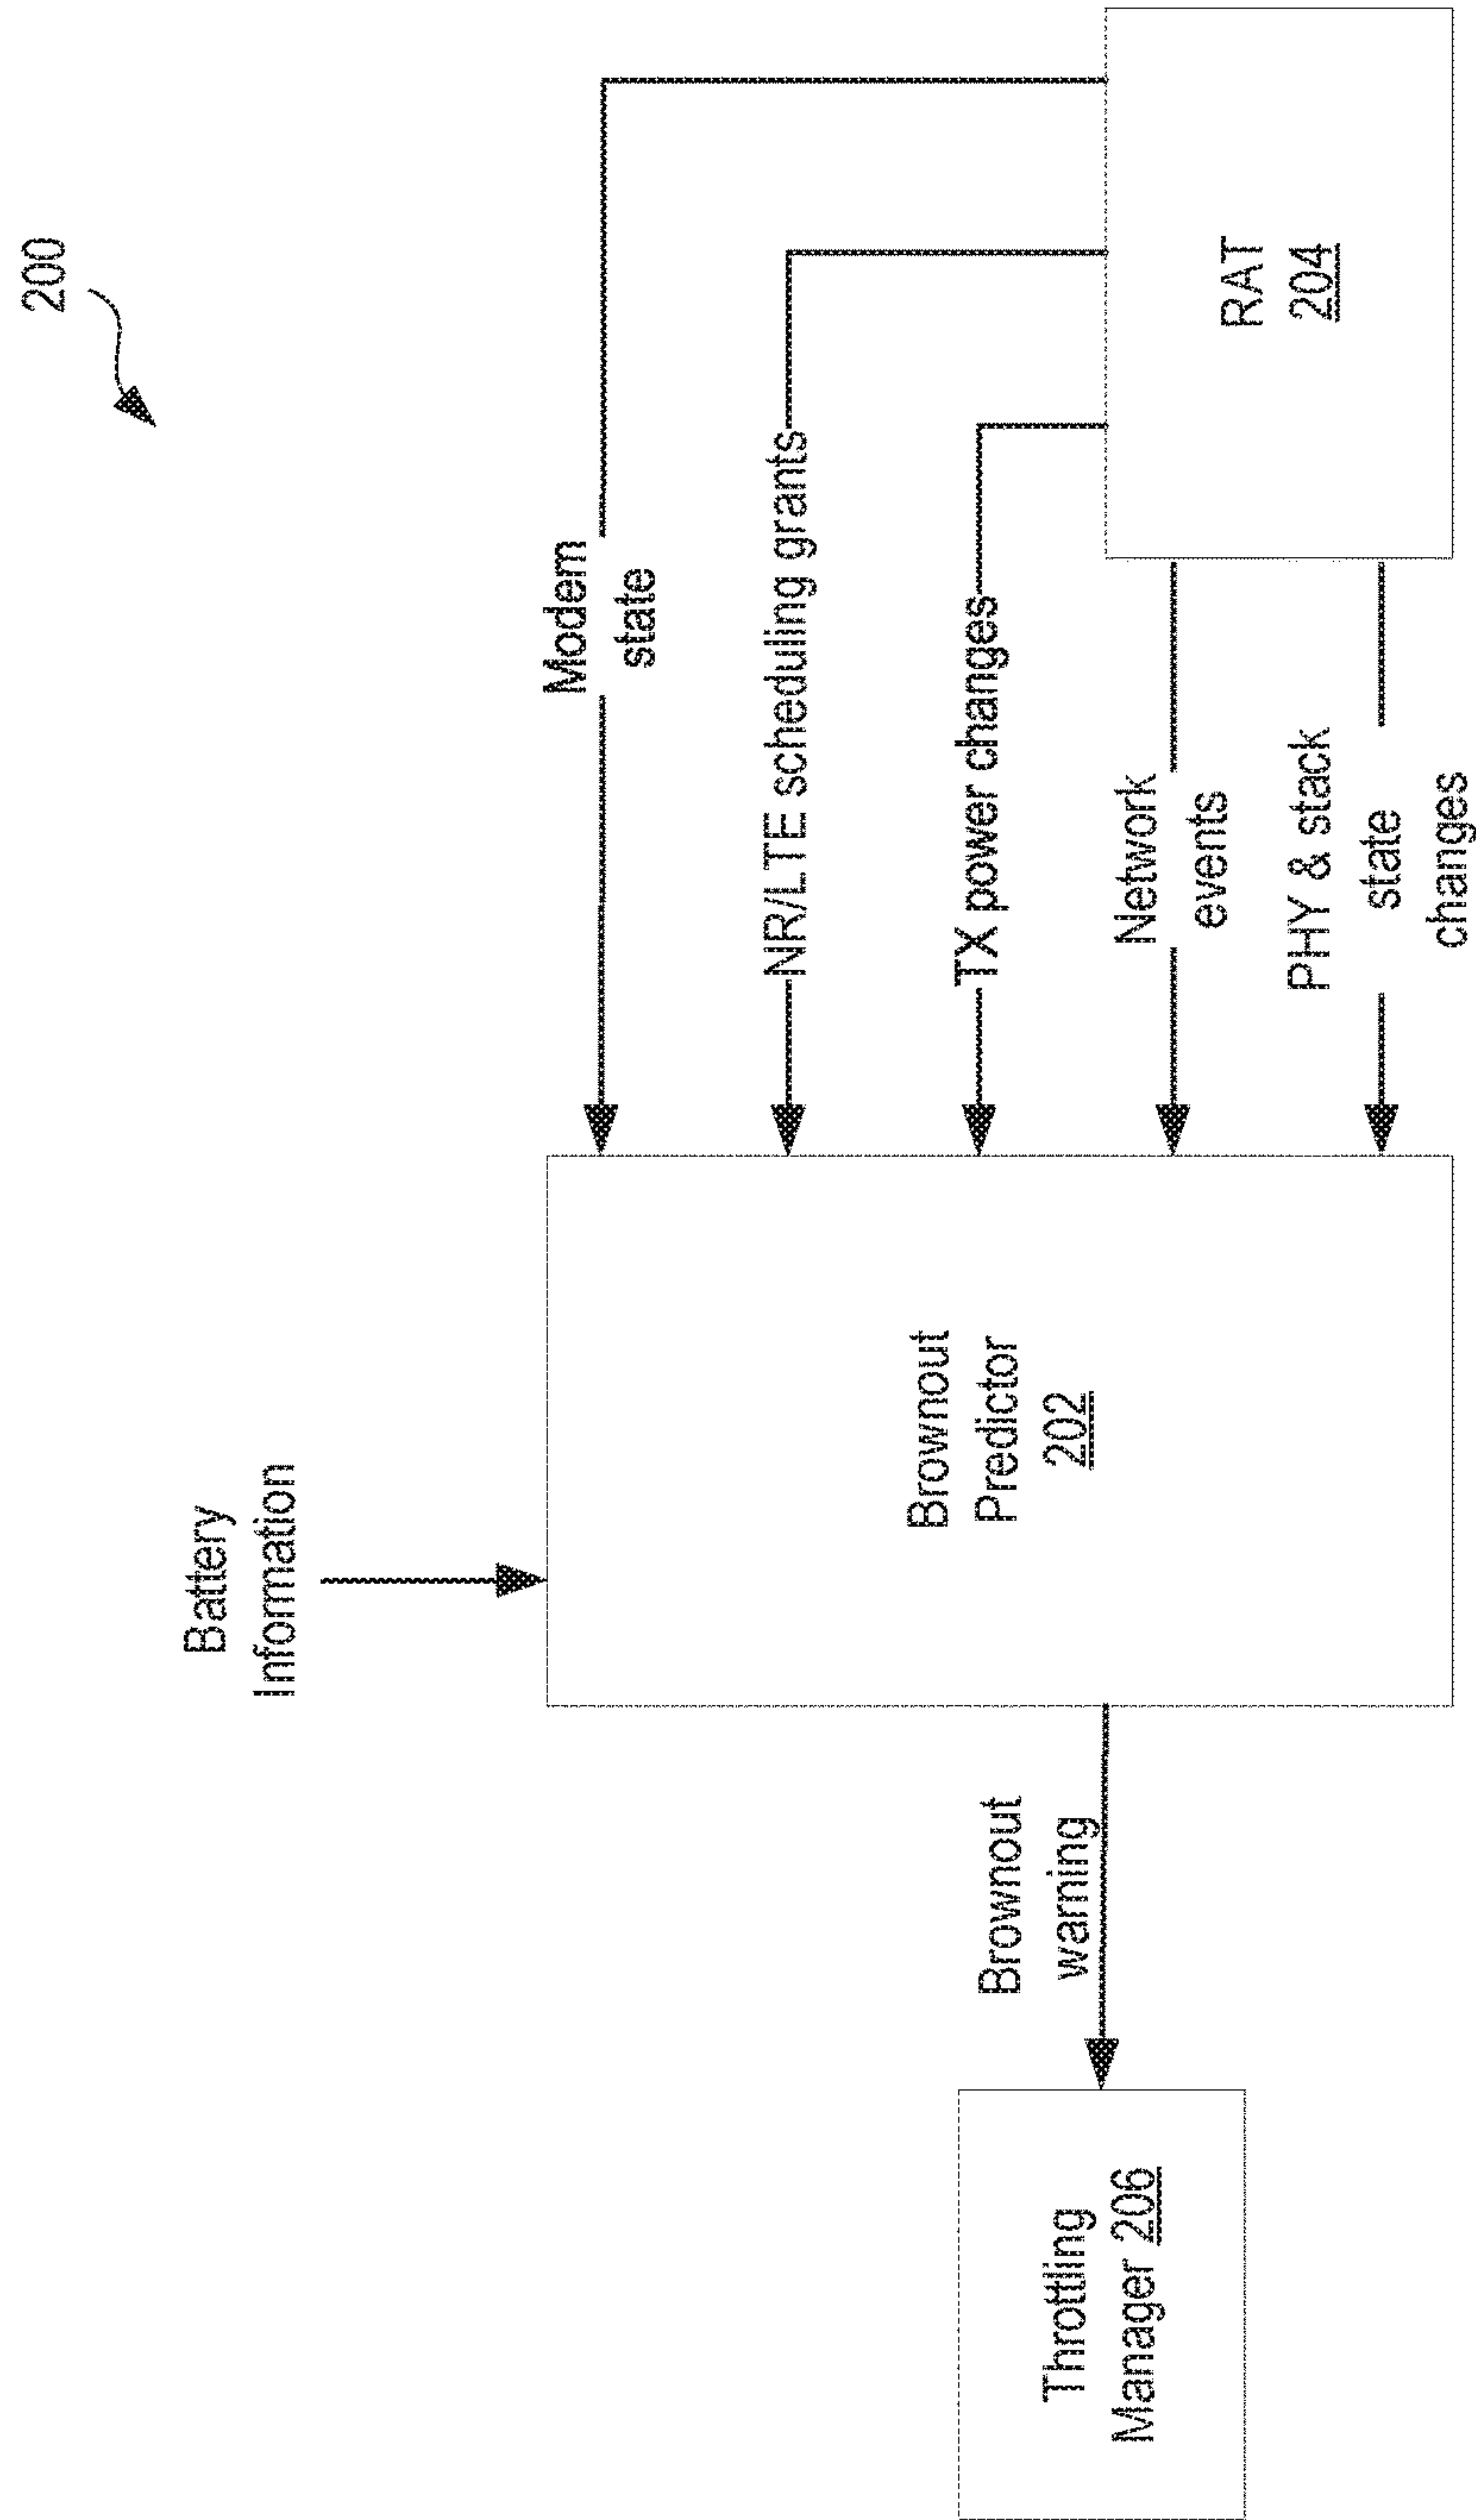 200
Battery
Infomation
Modem
state
NR/LTE scheduling grants
TX power changes
Network
events
PHY & stack
state
changes
RAT
204
Brownout
Predictor
202
Brownout
warning
Throttling
Manager 206